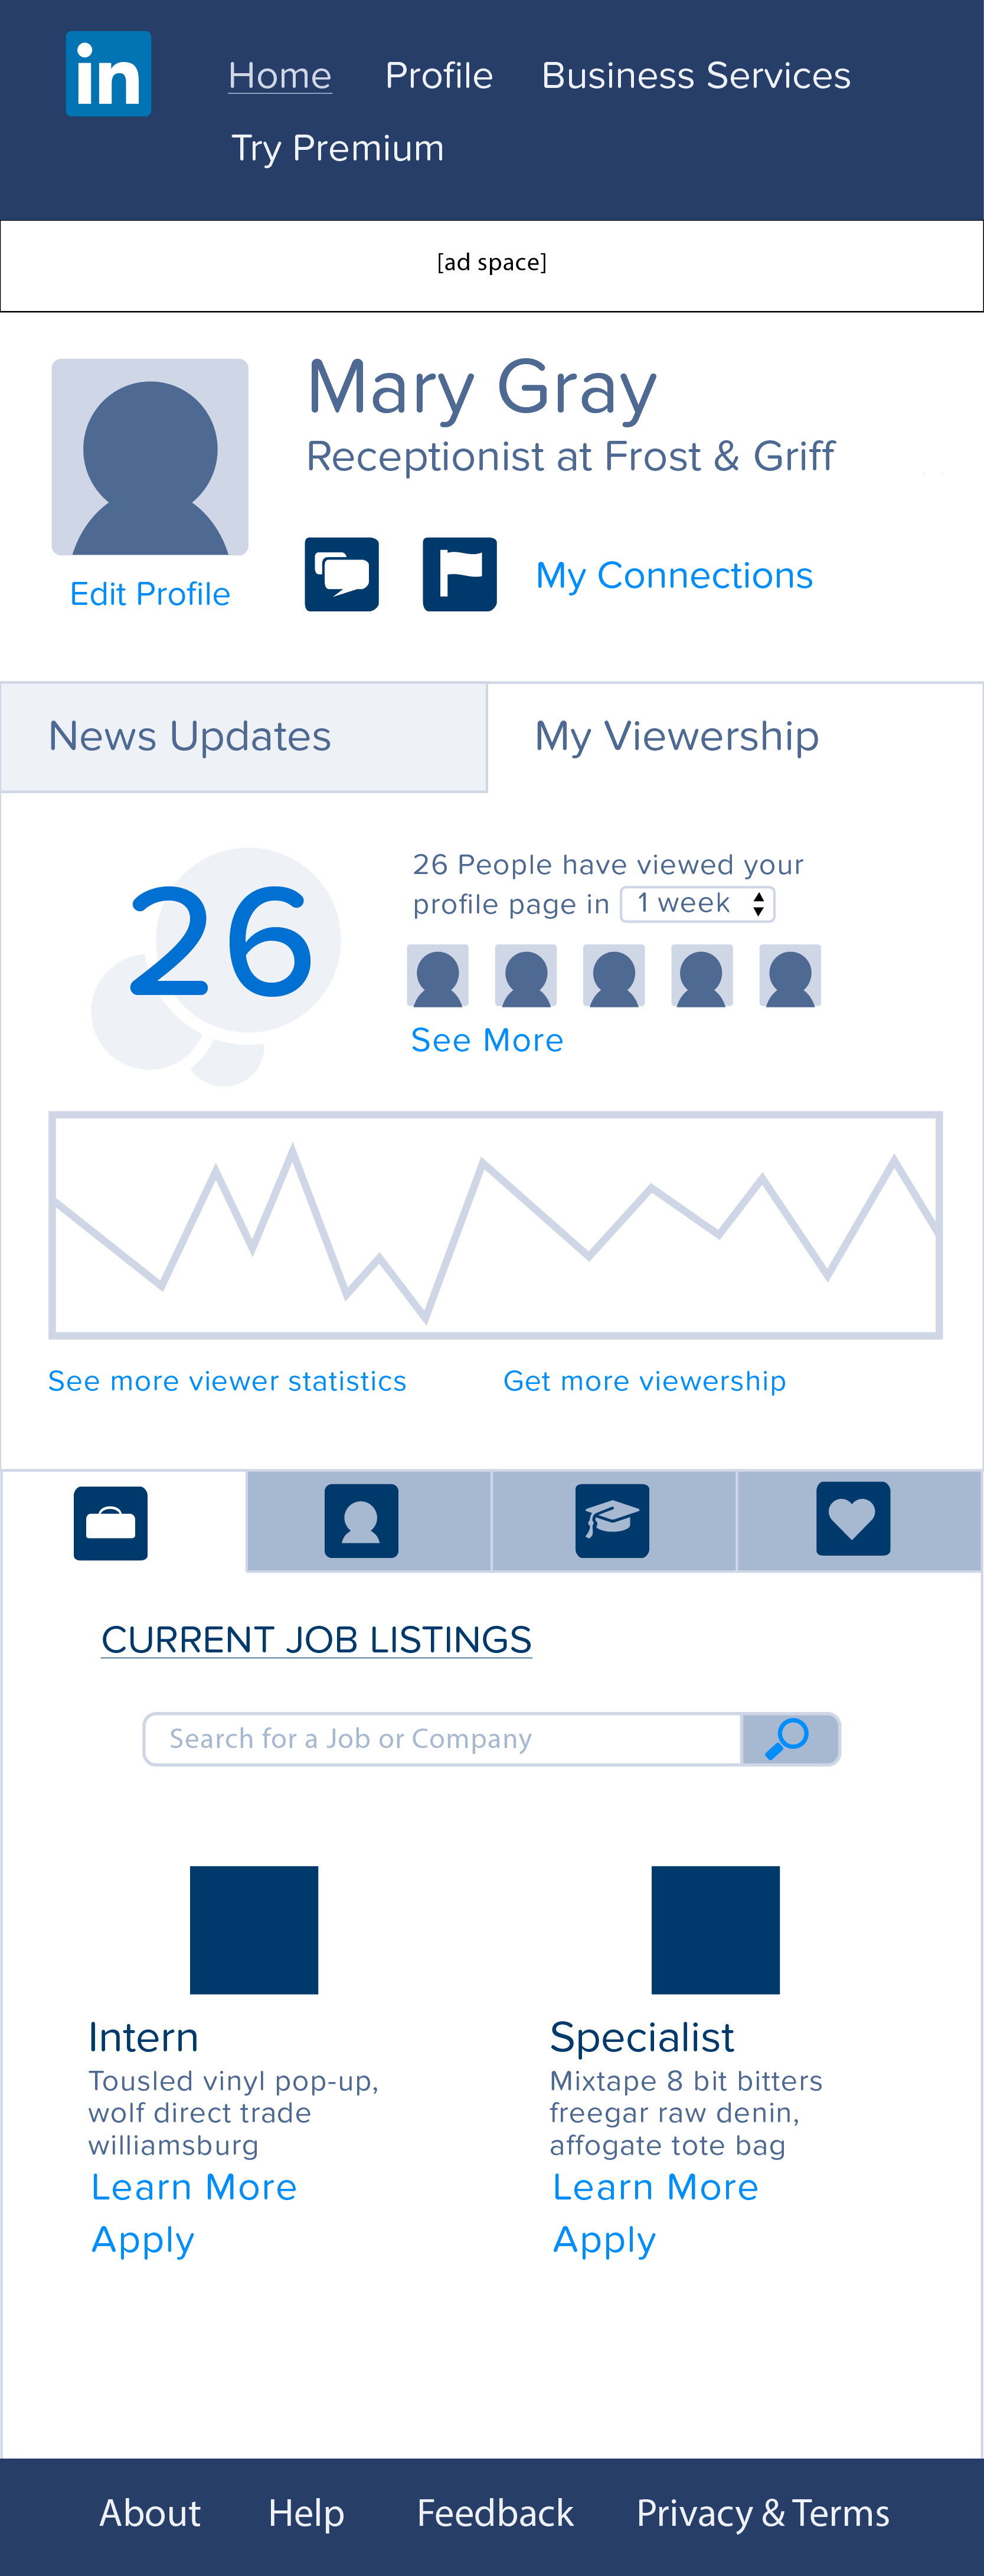 in
Home Profile Business Services
Try Premium
[ad space]
Mary Gray
Receptionist at Frost & Griff
Edit Profile
My Connections
News Updates
My Viewership
26
26 People have viewed your
profile page in 1 week
See More
See more viewer statistics
Get more viewership
CURRENT JOB LISTINGS
Search for a Job or Company
Intern
Tousled vinyl pop-up,
wolf direct trade
williamsburg
Learn More
Apply
Specialist
Mixtape 8 bit bitters
freegar raw denin,
affogate tote bag
Learn More
Apply
About Help Feedback Privacy & Terms